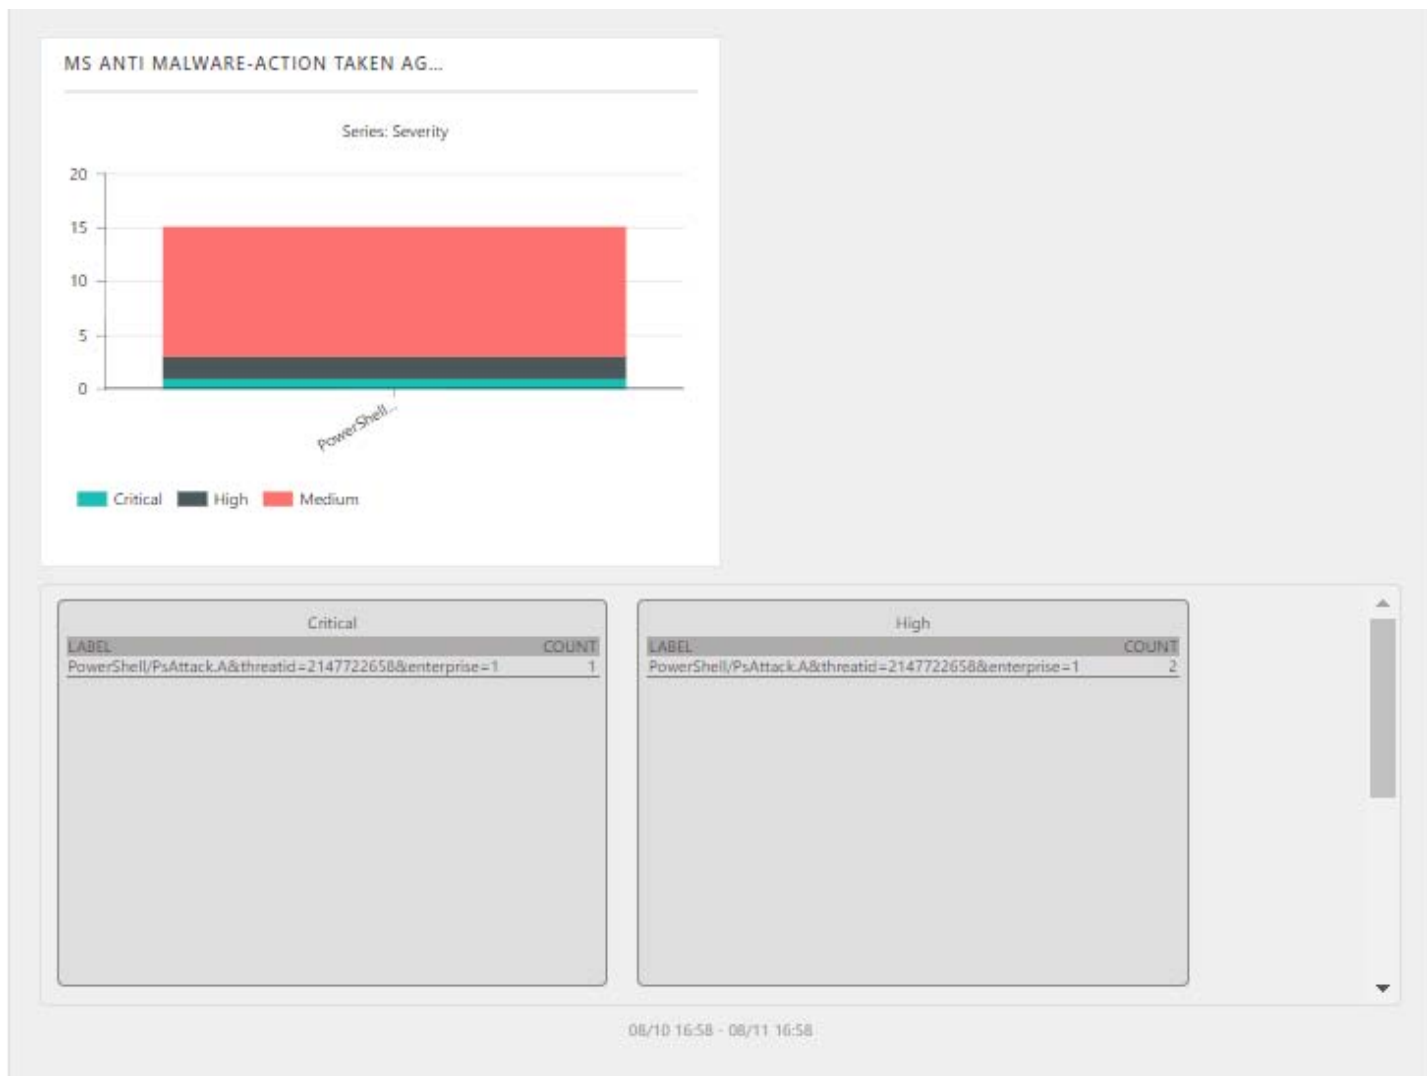 MS ANTI MALWARE-ACTION TAKEN AG...
Series: Severity
20
15
10
5
0
PowerShell...
Critical High Medium
Critical
LABEL COUNT
PowerShell/PsAttack.A&threatid=2147722658&enterprise=1 1
High
LABEL COUNT
PowerShell/PsAttack.A&threatid=2147722658&enterprise=1 2
08/10 16:58 - 08/11 16:58